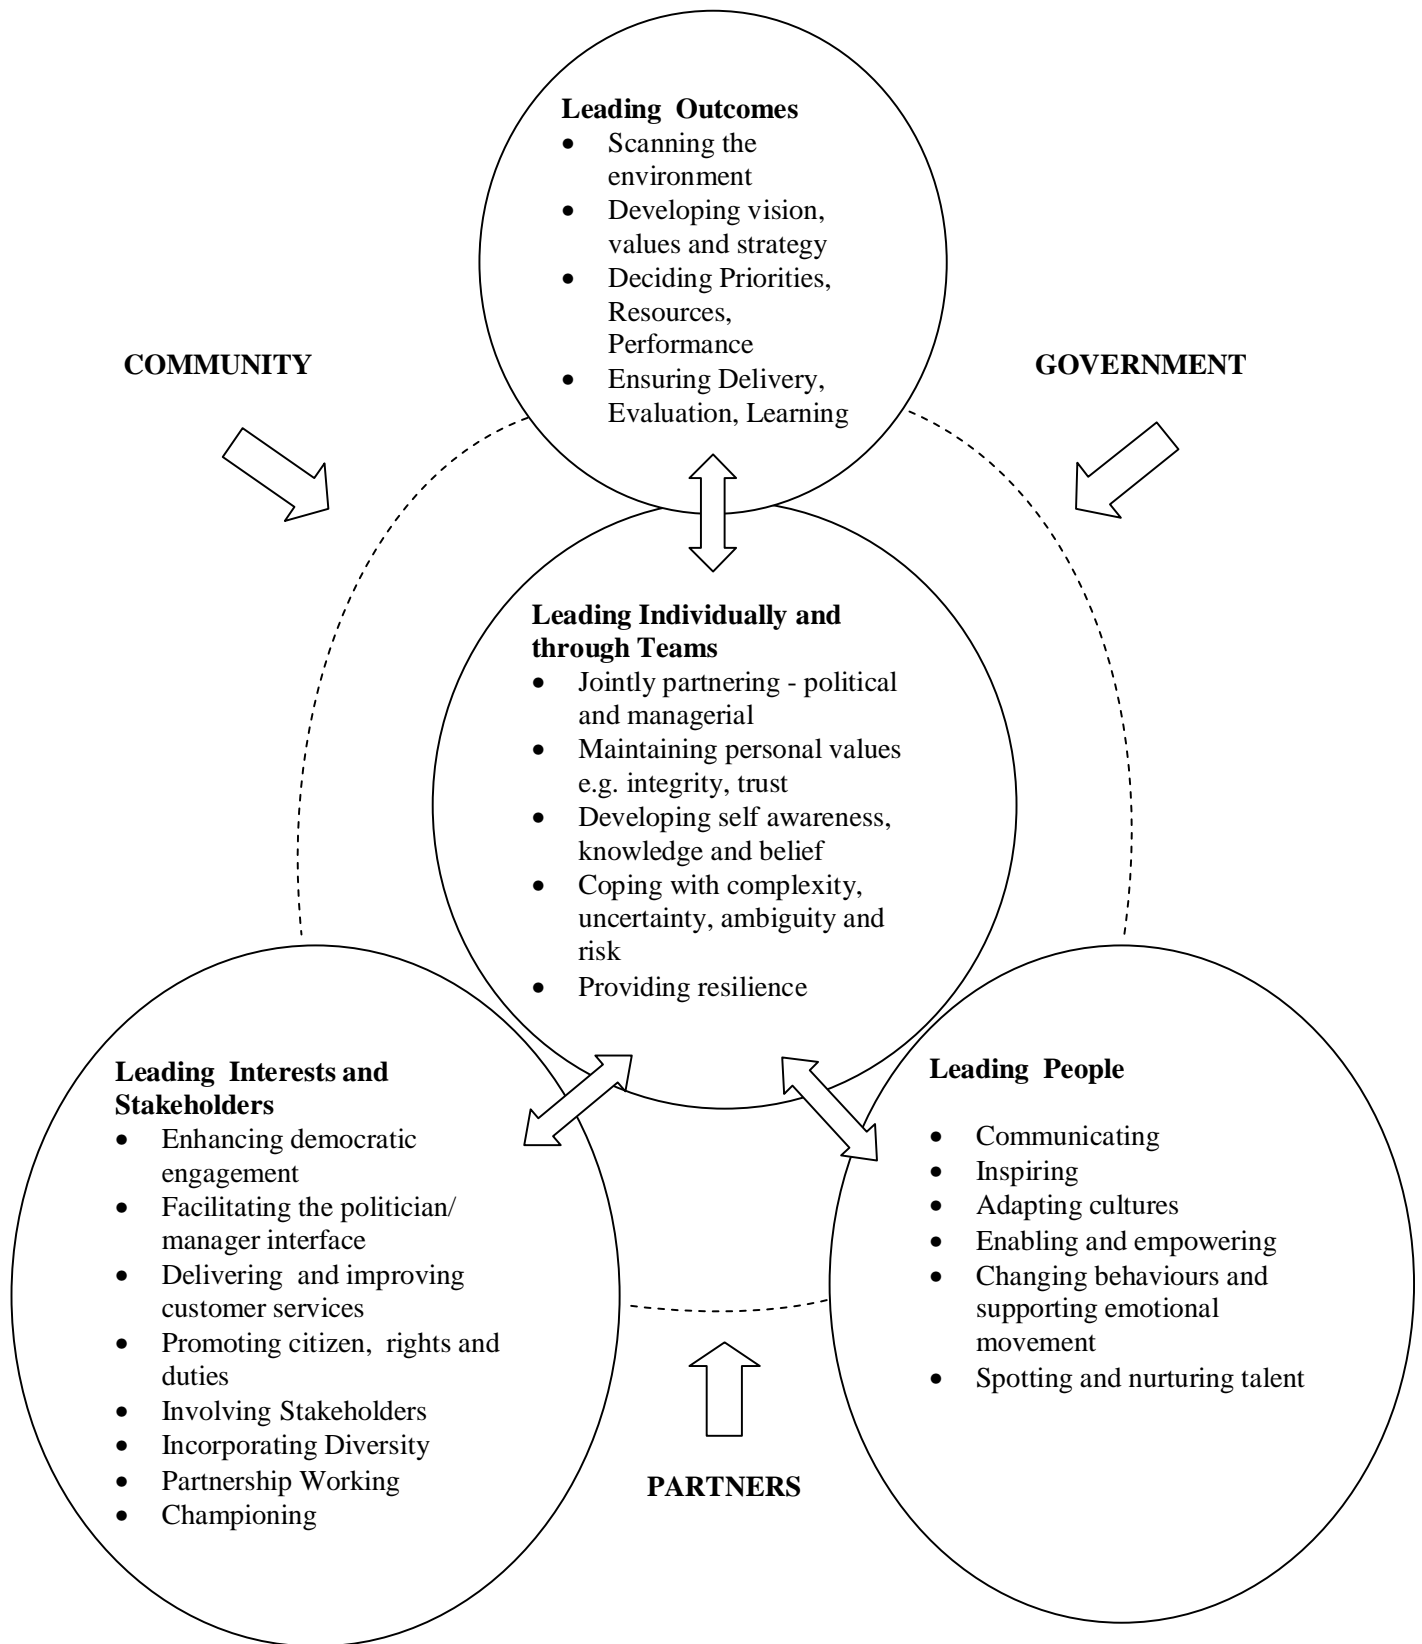 Leading Outcomes
• Scanning the
environment
• Developing vision,
values and strategy
• Deciding Priorities,
Resources,
Performance
• Ensuring Delivery,
Evaluation, Learning
COMMUNITY
GOVERNMENT
Leading Individually and
through Teams
• Jointly partnering - political
and managerial
• Maintaining personal values
e.g. integrity, trust
• Developing self awareness,
knowledge and belief
• Coping with complexity,
uncertainty, ambiguity and
risk
• Providing resilience
Leading Interests and
Stakeholders
• Enhancing democratic
engagement
• Facilitating the politician/
manager interface
• Delivering and improving
customer services
• Promoting citizen, rights and
duties
• Involving Stakeholders
• Incorporating Diversity
• Partnership Working
• Championing
Leading People
• Communicating
• Inspiring
• Adapting cultures
• Enabling and empowering
• Changing behaviours and
supporting emotional
movement
• Spotting and nurturing talent
PARTNERS